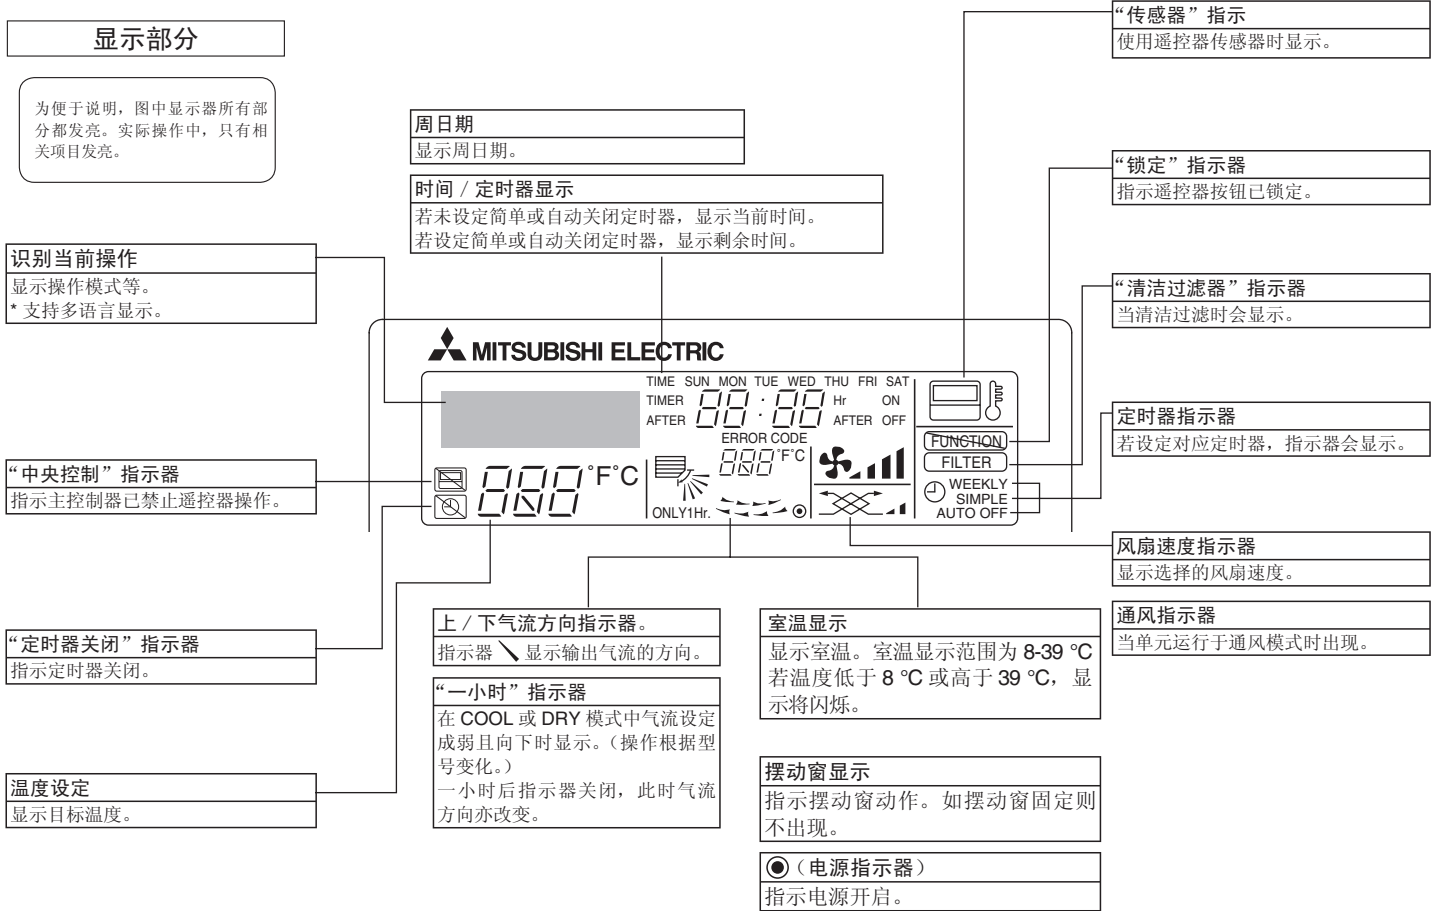 显示部分
为便于说明，图中显示器所有部
分都发亮。实际操作中，只有相
关项目发亮。
周日期
显示周日期。
时间 / 定时器显示
若未设定简单或自动关闭定时器，显示当前时间。
若设定简单或自动关闭定时器，显示剩余时间。
“传感器”指示
使用遥控器传感器时显示。
“锁定”指示器
指示遥控器按钮已锁定。
“清洁过滤器”指示器
当清洁过滤时会显示。
定时器指示器
若设定对应定时器，指示器会显示。
风扇速度指示器
显示选择的风扇速度。
通风指示器
当单元运行于通风模式时出现。
识别当前操作
显示操作模式等。
* 支持多语言显示。
“中央控制”指示器
指示主控制器已禁止遥控器操作。
“定时器关闭”指示器
指示定时器关闭。
温度设定
显示目标温度。
MITSUBISHI ELECTRIC
TIME SUN MON TUE WED THU FRI SAT
TIMER 88:88 Hr ON
AFTER AFTER OFF
ERROR CODE
888 °F°C
888 °F°C
ONLY1Hr.
FUNCTION
FILTER
WEEKLY
SIMPLE
AUTO OFF
上 / 下气流方向指示器。
指示器 显示输出气流的方向。
“一小时”指示器
在 COOL 或 DRY 模式中气流设定
成弱且向下时显示。（操作根据型
号变化。）
一小时后指示器关闭，此时气流
方向亦改变。
室温显示
显示室温。室温显示范围为 8-39 °C
若温度低于 8 °C 或高于 39 °C，显
示将闪烁。
摆动窗显示
指示摆动窗动作。如摆动窗固定则
不出现。
（电源指示器）
指示电源开启。